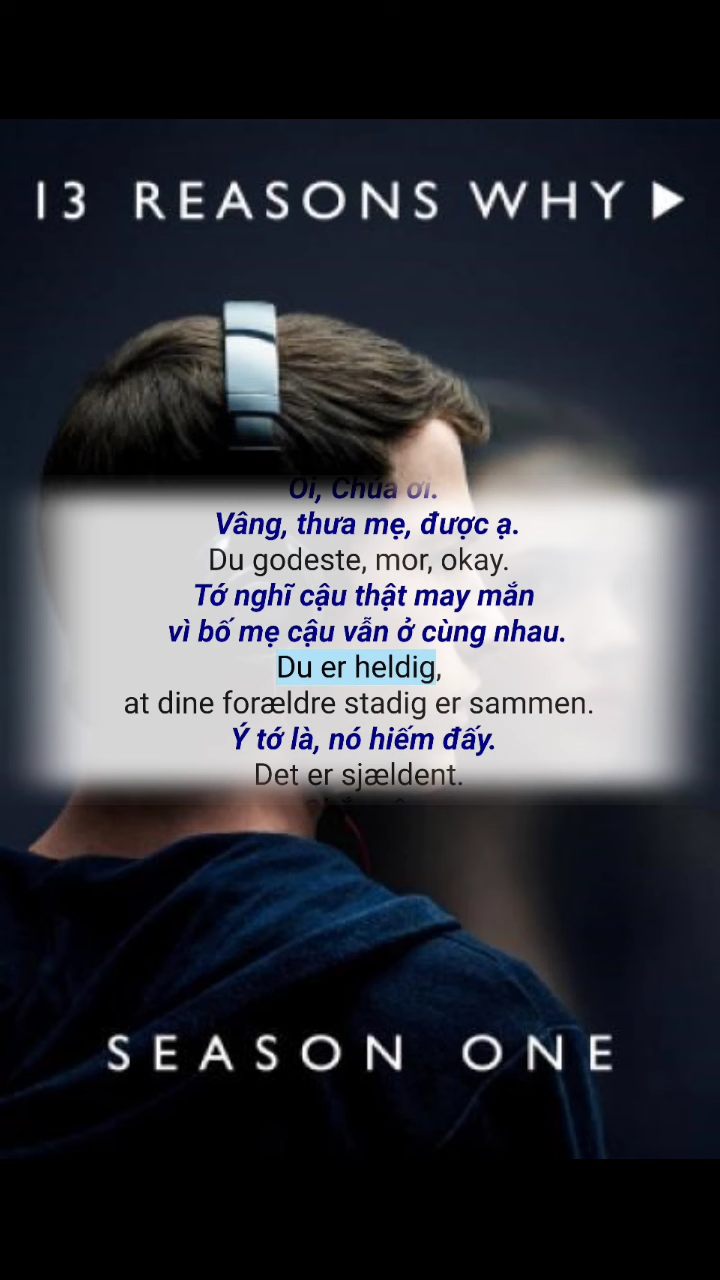 13 REASONS WHY
Ôi, Chúa ơi.
Vâng, thưa mẹ, được ạ.
Du godeste, mor, okay.
Tớ nghĩ cậu thật may mắn
vì bố mẹ cậu vẫn ở cùng nhau.
Du er heldig,
at dine forældre stadig er sammen.
Ý tớ là, nó hiếm đấy.
Det er sjældent.
SEASON ONE